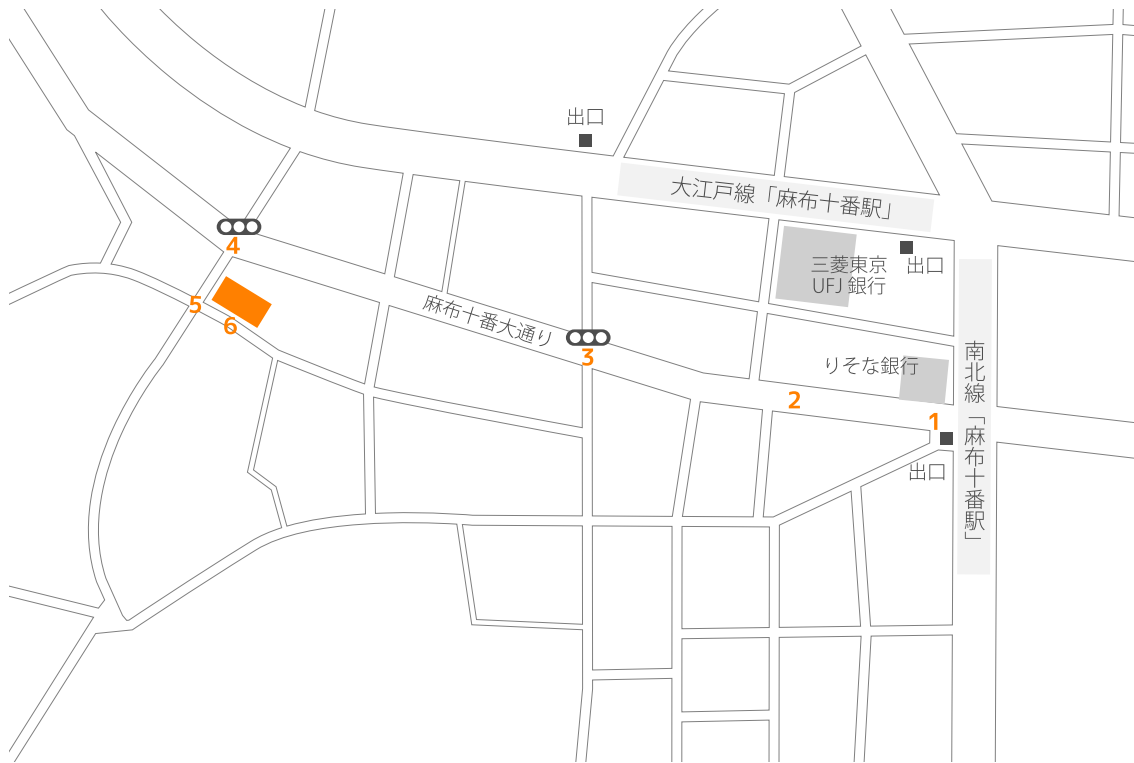 出口
大江戸線「麻布十番駅」
4
三菱東京
UFJ 銀行
出口
5
6
麻布十番大通り
3
りそな銀行
南北線「麻布十番駅」
2
1
出口